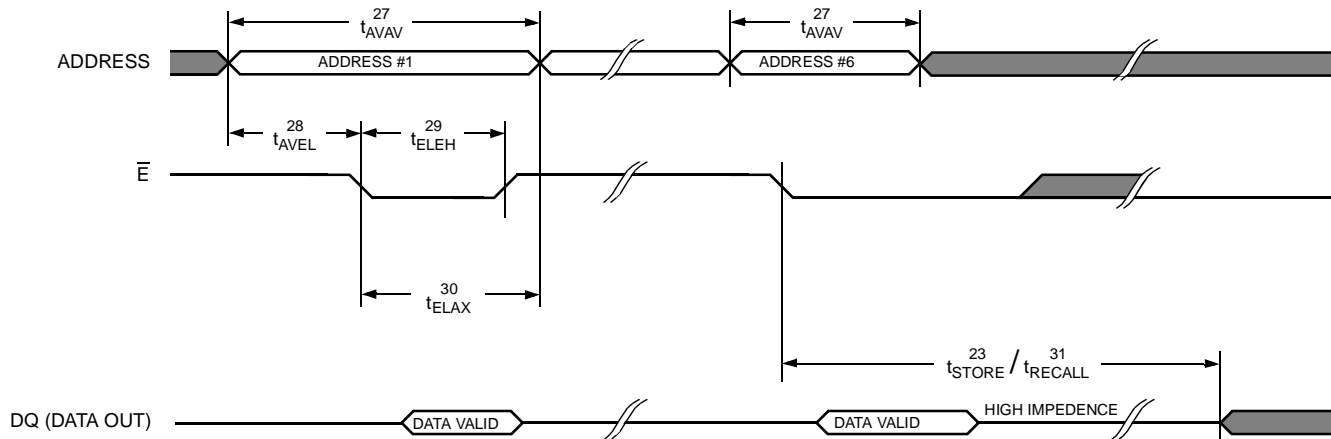 27 27
tAVAV tAVAV
ADDRESS ADDRESS #1 ADDRESS #6
28 29
tAVEL tELEH
E
30
tELAX
23 31
tSTORE / tRECALL
DQ (DATA OUT) DATA VALID DATA VALID HIGH IMPEDENCE